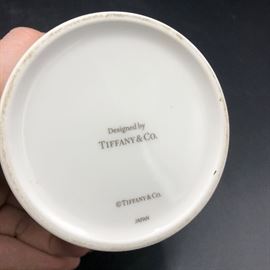 Designed by
TIFFANY & CO.
© TIFFANY & CO.
JAPAN